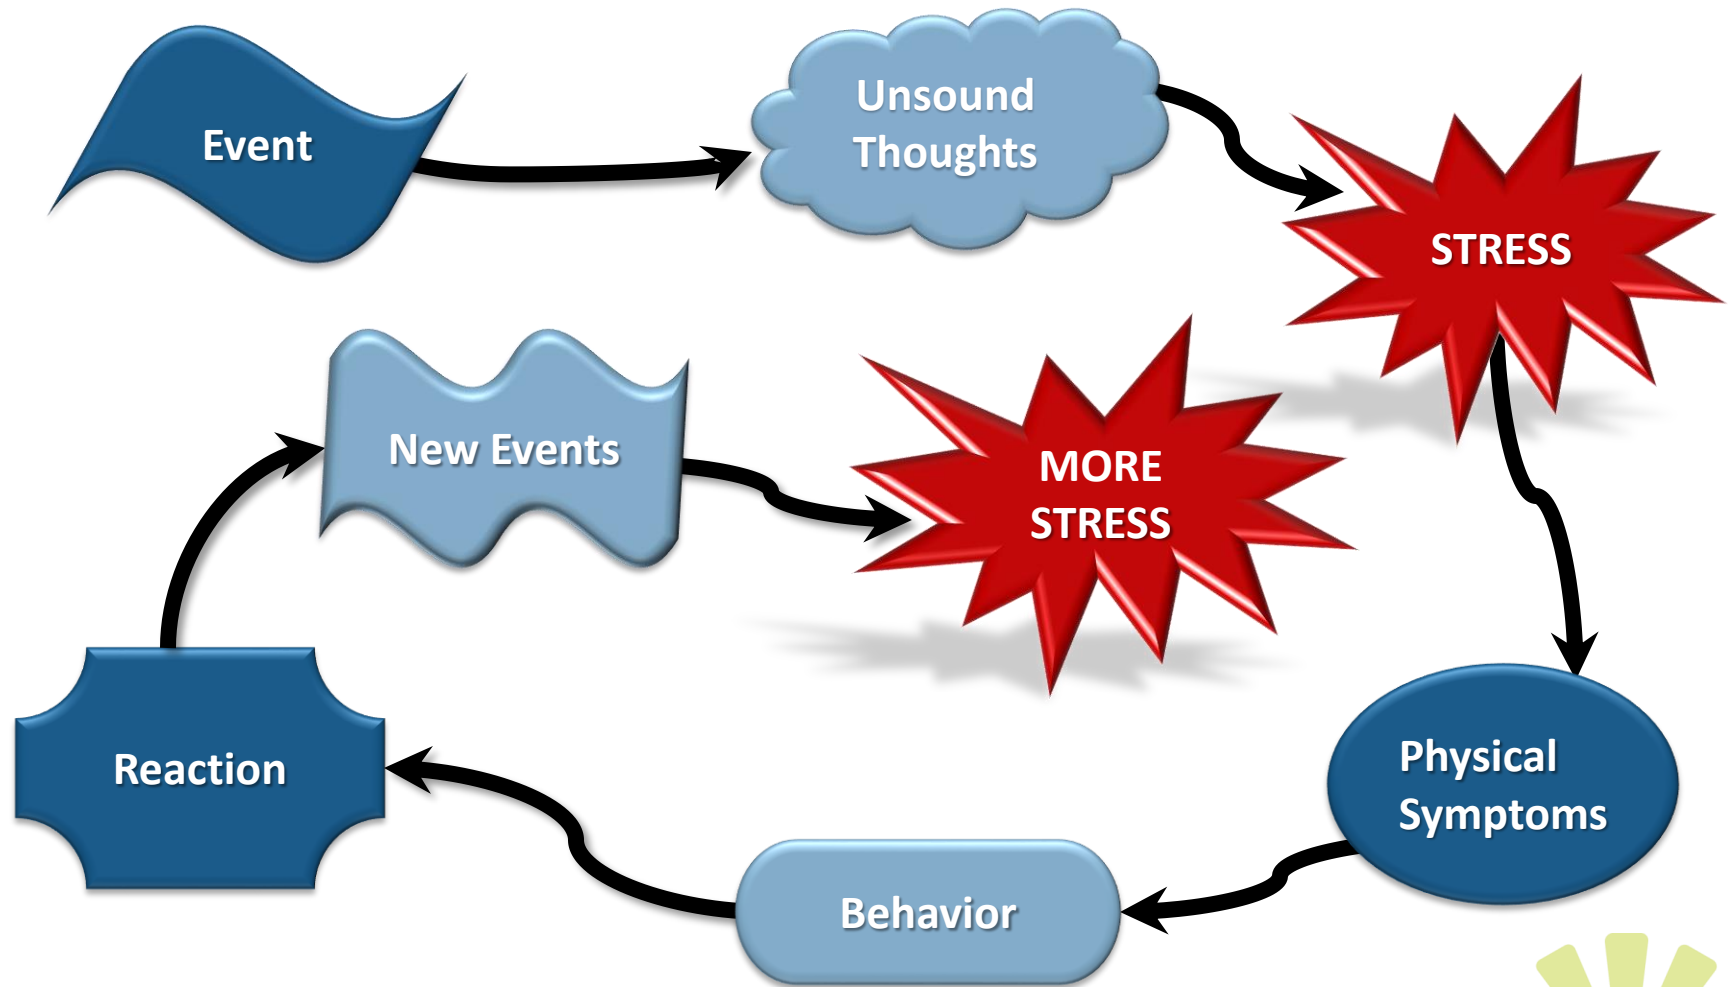 Event
Unsound
Thoughts
STRESS
New Events
MORE
STRESS
Reaction
Physical
Symptoms
Behavior